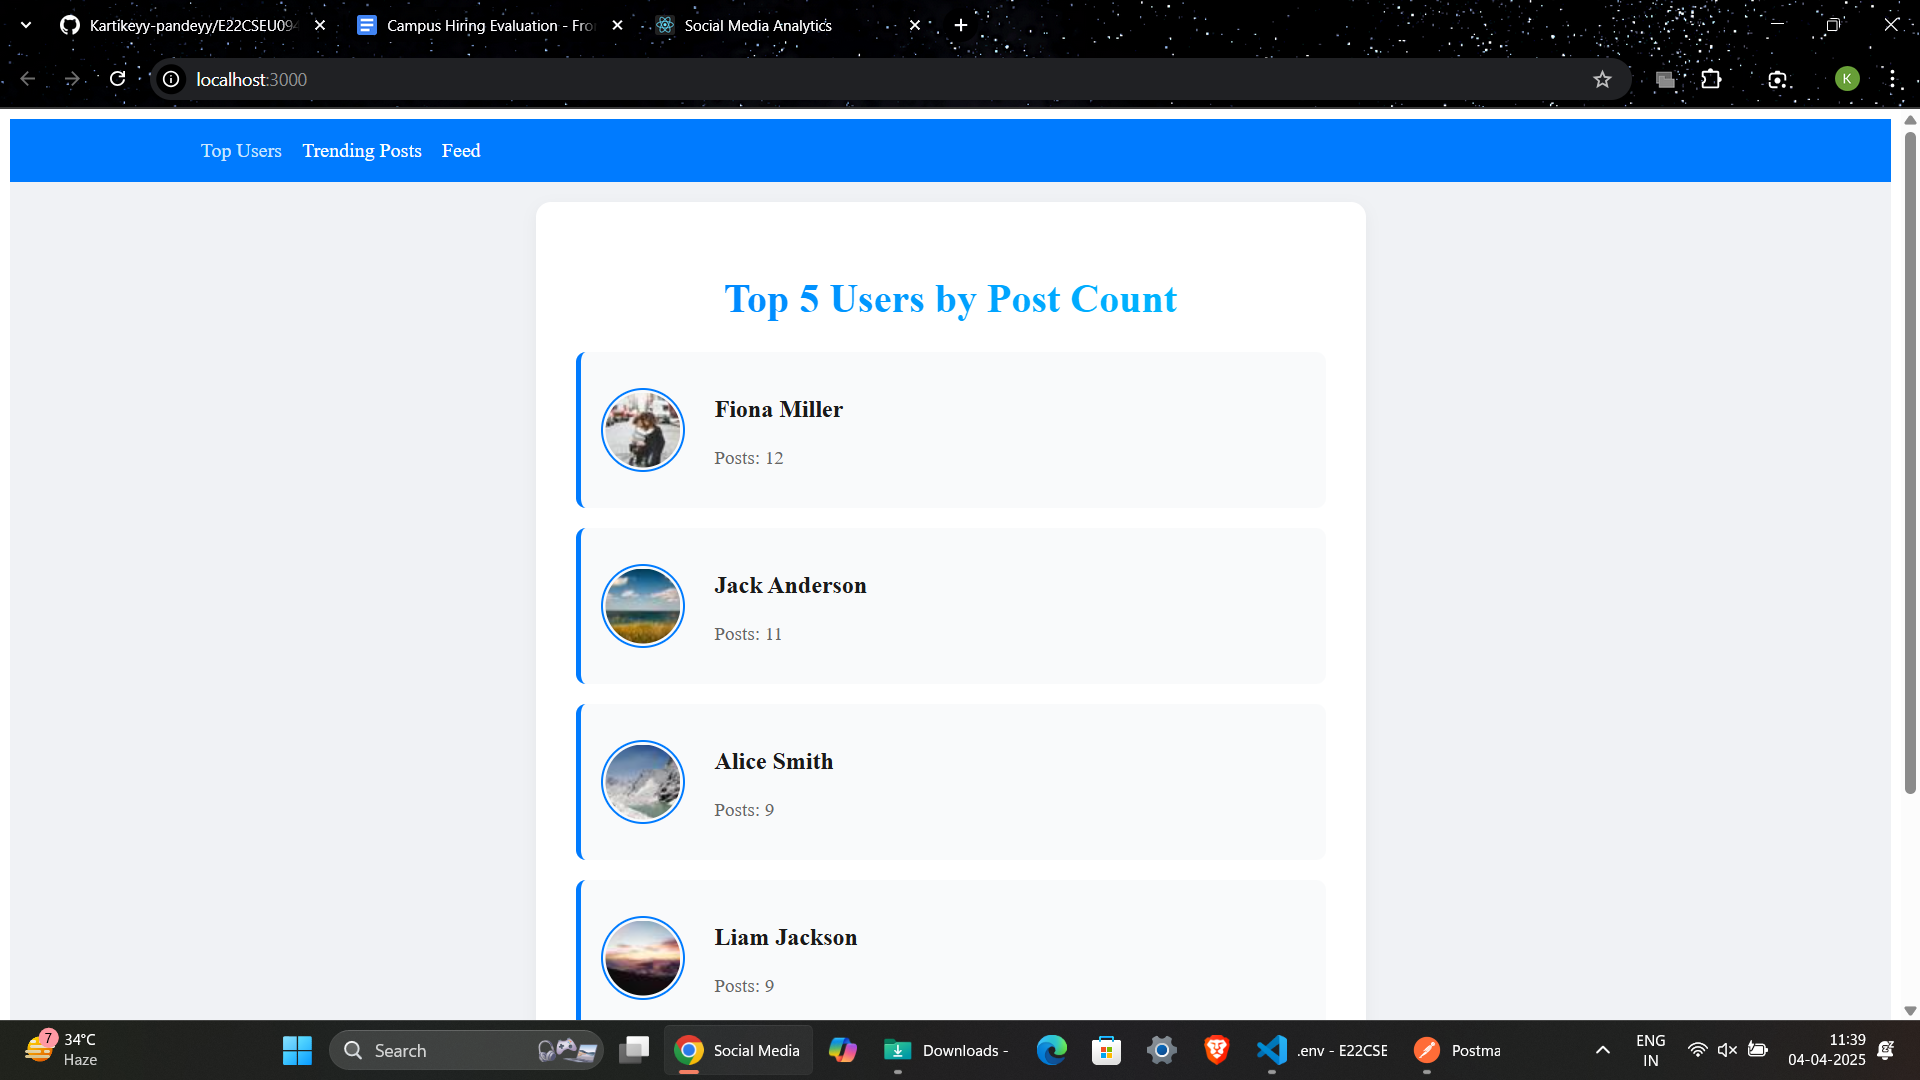 Kartikeyy-pandeyy/E22CSEU094
Campus Hiring Evaluation - Fro
Social Media Analytics
localhost:3000
K
Top Users Trending Posts Feed
Top 5 Users by Post Count
Fiona Miller
Posts: 12
Jack Anderson
Posts: 11
Alice Smith
Posts: 9
Liam Jackson
Posts: 9
7
34°C
Haze
Search
Social Media
Downloads -
.env - E22CSE
Postma
ENG
IN
11:39
04-04-2025